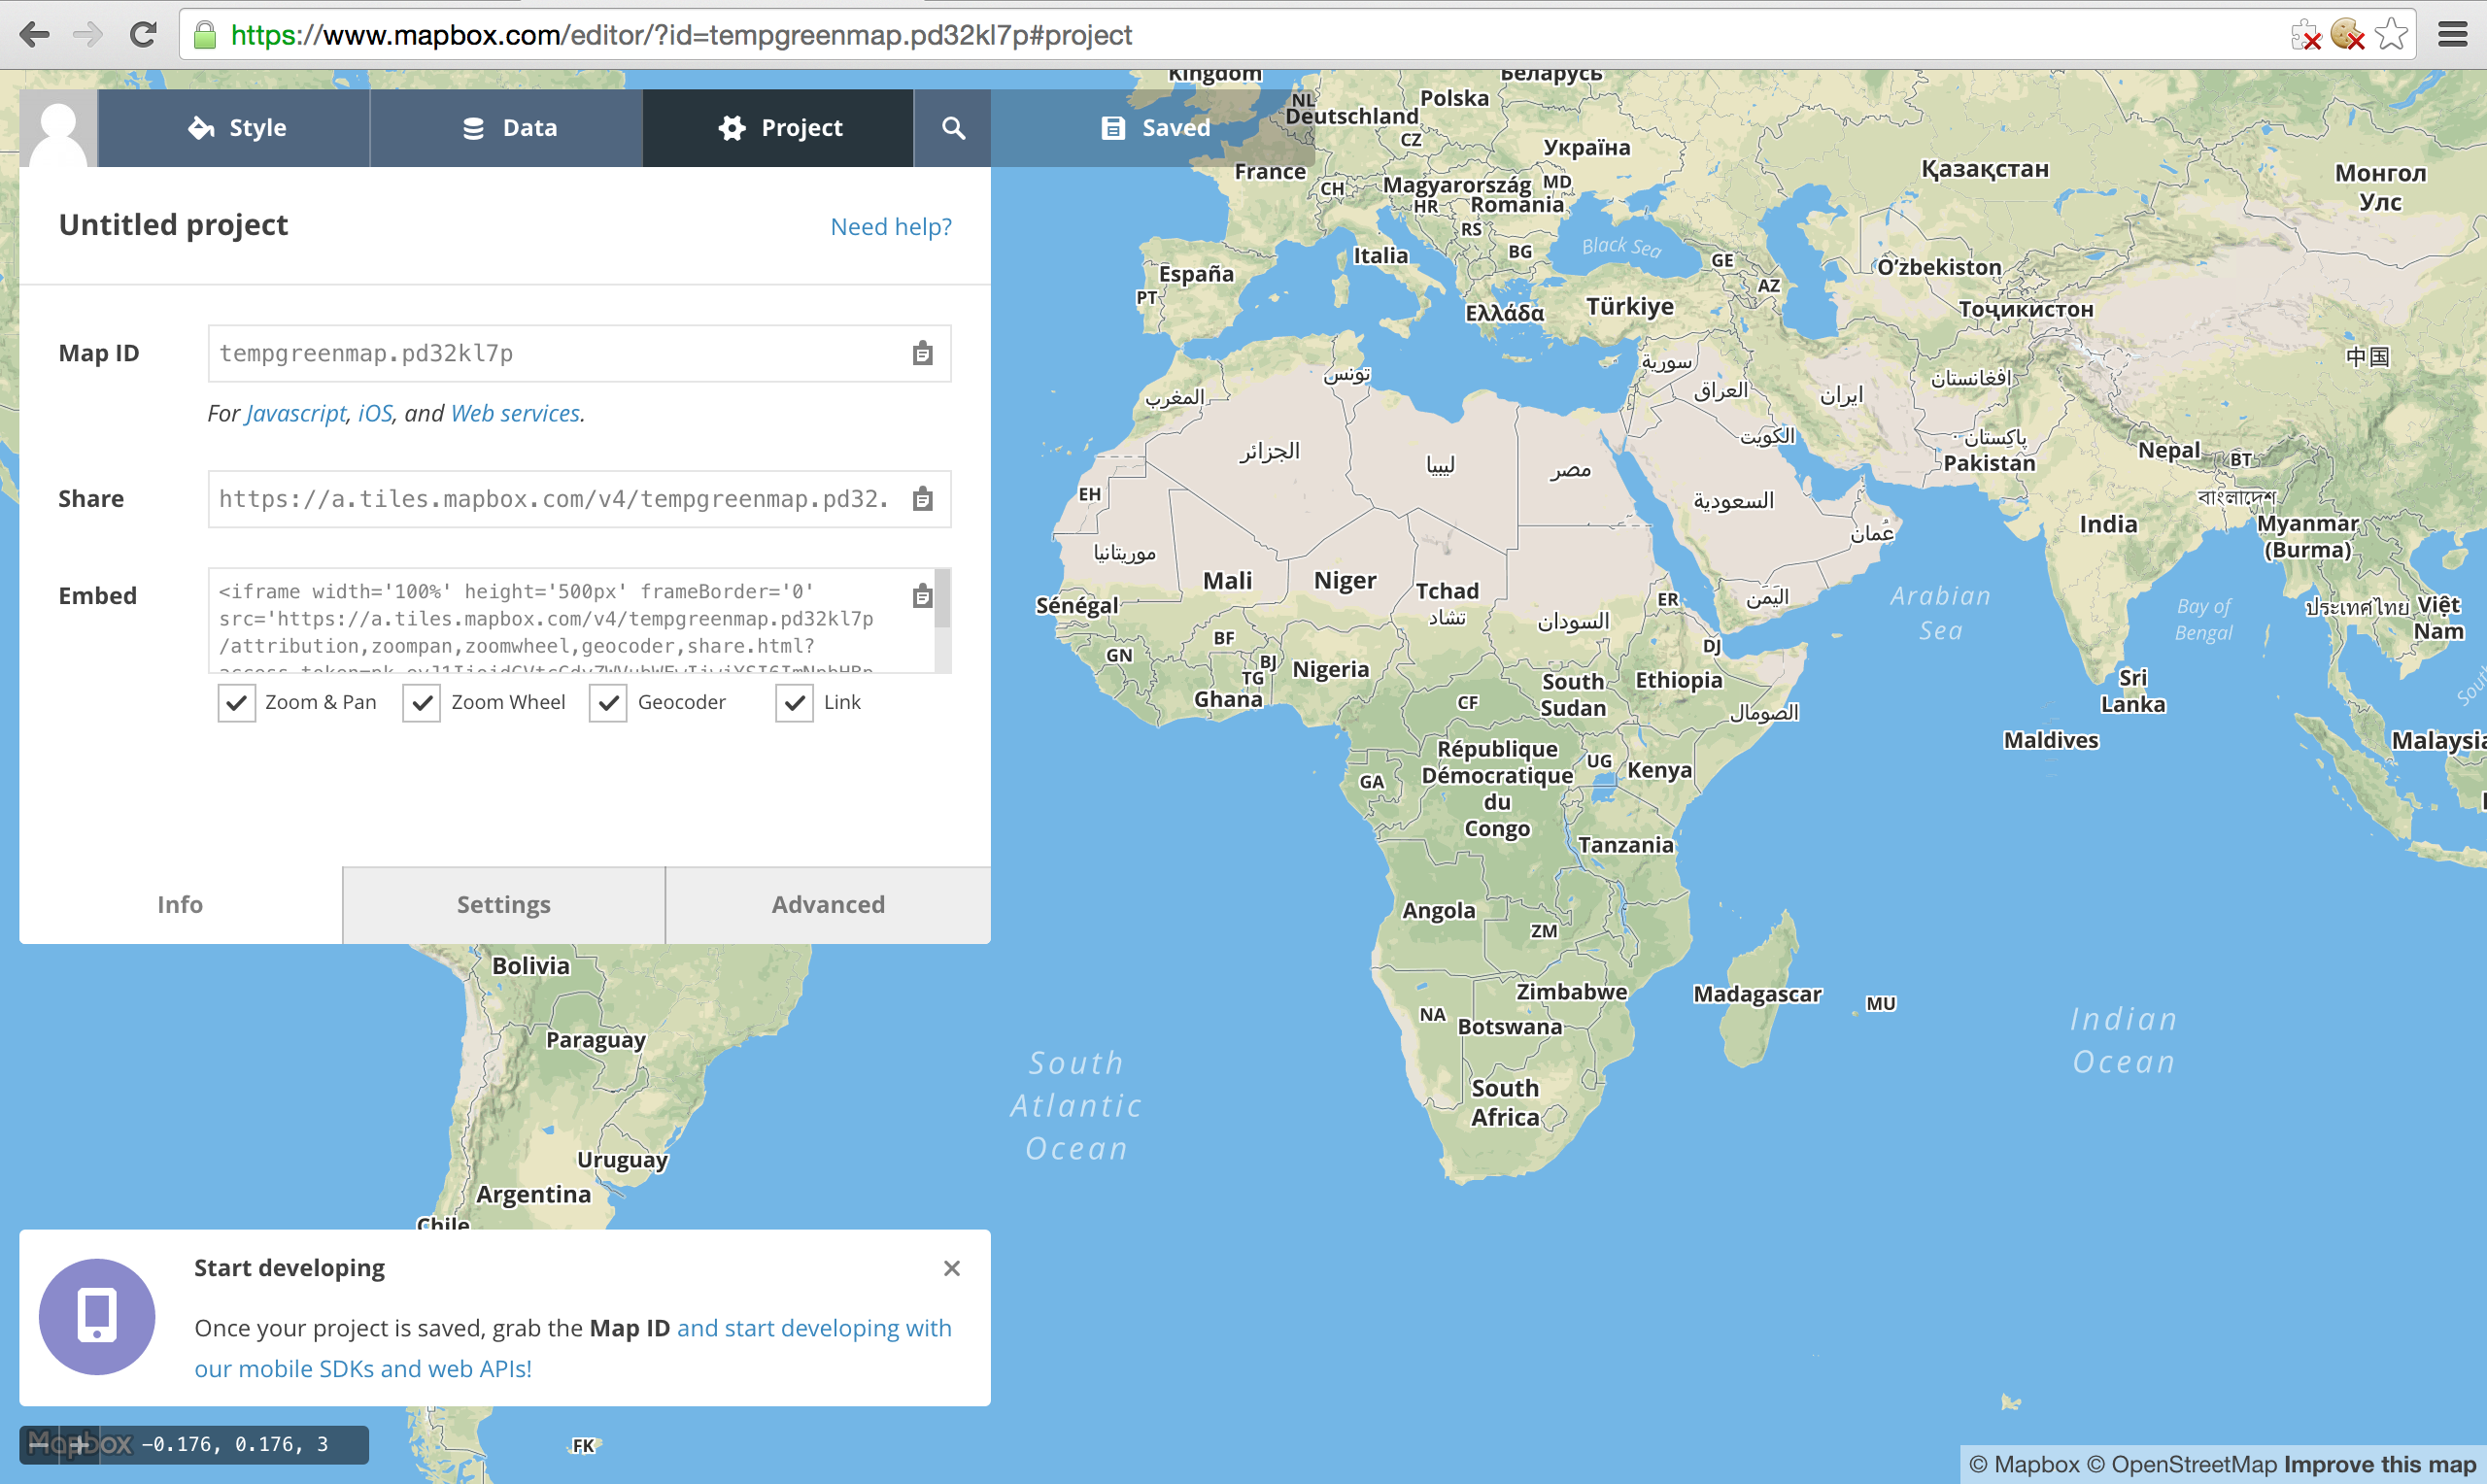 https://www.mapbox.com/editor/?id=tempgreenmap.pd32kl7p#project
Style
Data
Project
Saved
Untitled project
Need help?
Map ID
tempgreenmap.pd32kl7p
For Javascript, iOS, and Web services.
Share
https://a.tiles.mapbox.com/v4/tempgreenmap.pd32.
Embed
<iframe width='100%' height='500px' frameBorder='0'
src='https://a.tiles.mapbox.com/v4/tempgreenmap.pd32kl7p
/attribution,zoompan,zoomwheel,geocoder,share.html?
Zoom & Pan
Zoom Wheel
Geocoder
Link
Info
Settings
Advanced
Start developing
Once your project is saved, grab the Map ID and start developing with
our mobile SDKs and web APIs!
Mapbox
-0.176, 0.176, 3
Kingdom
Беларусь
NL
Polska
Deutschland
CZ
Україна
France
CH
Magyarország
MD
HR
Romania
RS
BG
Black Sea
Italia
España
PT
GE
AZ
Ελλάδα
Türkiye
Қазақстан
Монгол
Улс
O‘zbekiston
Тоҷикистон
中国
سورية
تونس
المغرب
العراق
ايران
افغانستان
الكويت
پاکِستان
Pakistan
Nepal
BT
বাংলাদেশ
الجزائر
ليبيا
مصر
السعودية
عُمان
EH
India
Myanmar
(Burma)
موريتانيا
Mali
Niger
Tchad
تشاد
السودان
ER
اليَمَن
Arabian
Sea
Bay of
Bengal
ประเทศไทย
Việt
Nam
Sénégal
BF
GN
BJ
TG
Nigeria
Ghana
DJ
South
Sudan
Ethiopia
الصومال
CF
Sri
Lanka
Maldives
Malaysia
République
Démocratique
du
Congo
UG
Kenya
GA
Tanzania
Angola
ZM
Zimbabwe
Madagascar
MU
NA
Botswana
South
Africa
South
Atlantic
Ocean
Indian
Ocean
Bolivia
Paraguay
Uruguay
Argentina
Chile
FK
© Mapbox © OpenStreetMap Improve this map